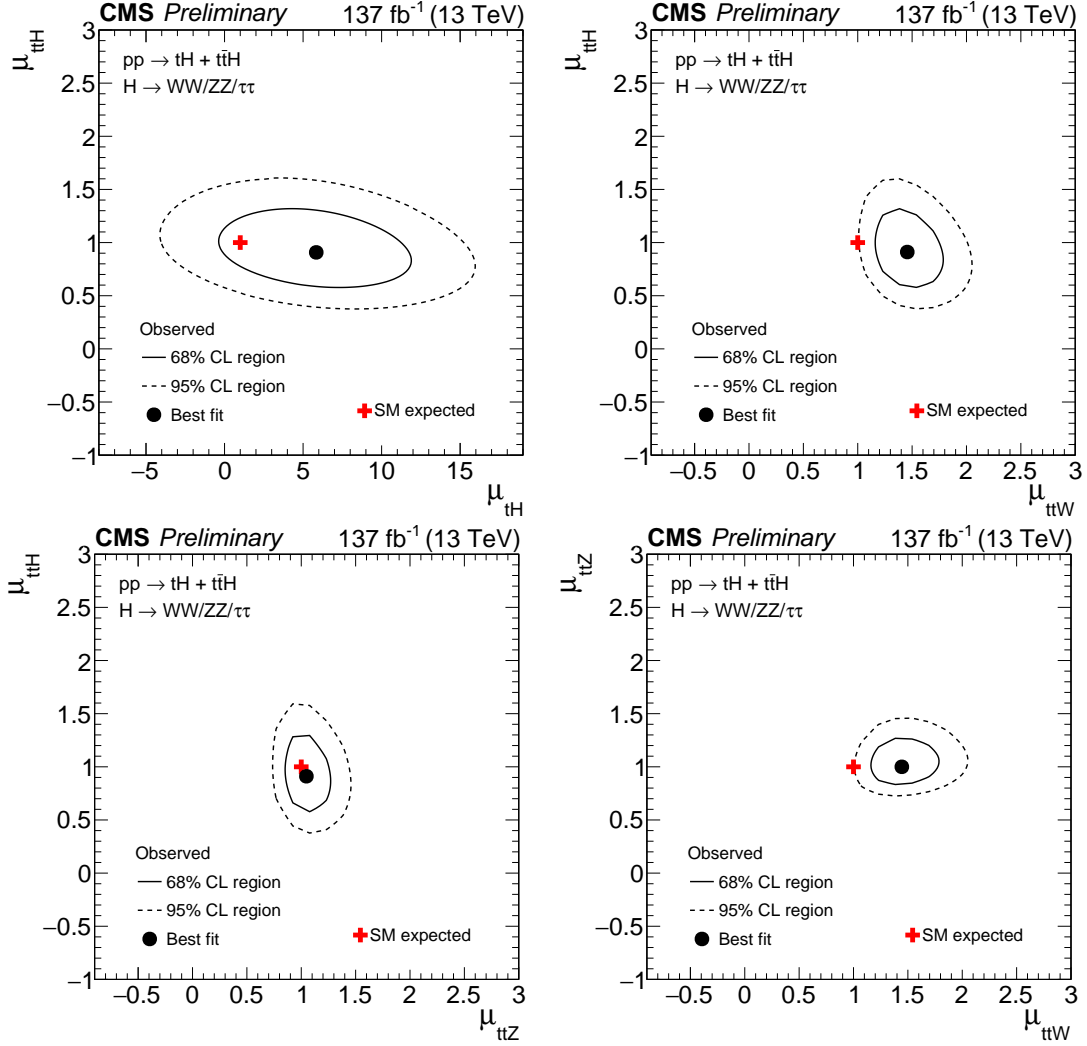 CMS Preliminary 137 fb⁻¹ (13 TeV)
μttH
pp → tH + tt̄H
H → WW/ZZ/ττ
3
2.5
2
1.5
1
0.5
0
−0.5
−1
Observed
68% CL region
95% CL region
Best fit
SM expected
−5 0 5 10 15
μtH
CMS Preliminary 137 fb⁻¹ (13 TeV)
μttH
pp → tH + tt̄H
H → WW/ZZ/ττ
3
2.5
2
1.5
1
0.5
0
−0.5
−1
Observed
68% CL region
95% CL region
Best fit
SM expected
−0.5 0 0.5 1 1.5 2 2.5 3
μttW
CMS Preliminary 137 fb⁻¹ (13 TeV)
μttH
pp → tH + tt̄H
H → WW/ZZ/ττ
3
2.5
2
1.5
1
0.5
0
−0.5
−1
Observed
68% CL region
95% CL region
Best fit
SM expected
−0.5 0 0.5 1 1.5 2 2.5 3
μttZ
CMS Preliminary 137 fb⁻¹ (13 TeV)
μttZ
pp → tH + tt̄H
H → WW/ZZ/ττ
3
2.5
2
1.5
1
0.5
0
−0.5
−1
Observed
68% CL region
95% CL region
Best fit
SM expected
−0.5 0 0.5 1 1.5 2 2.5 3
μttW